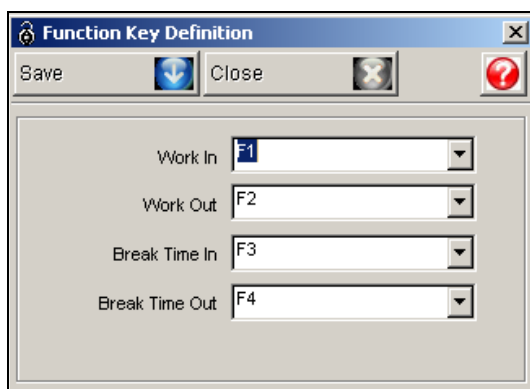 Function Key Definition
Save Close
Work In F1
Work Out F2
Break Time In F3
Break Time Out F4